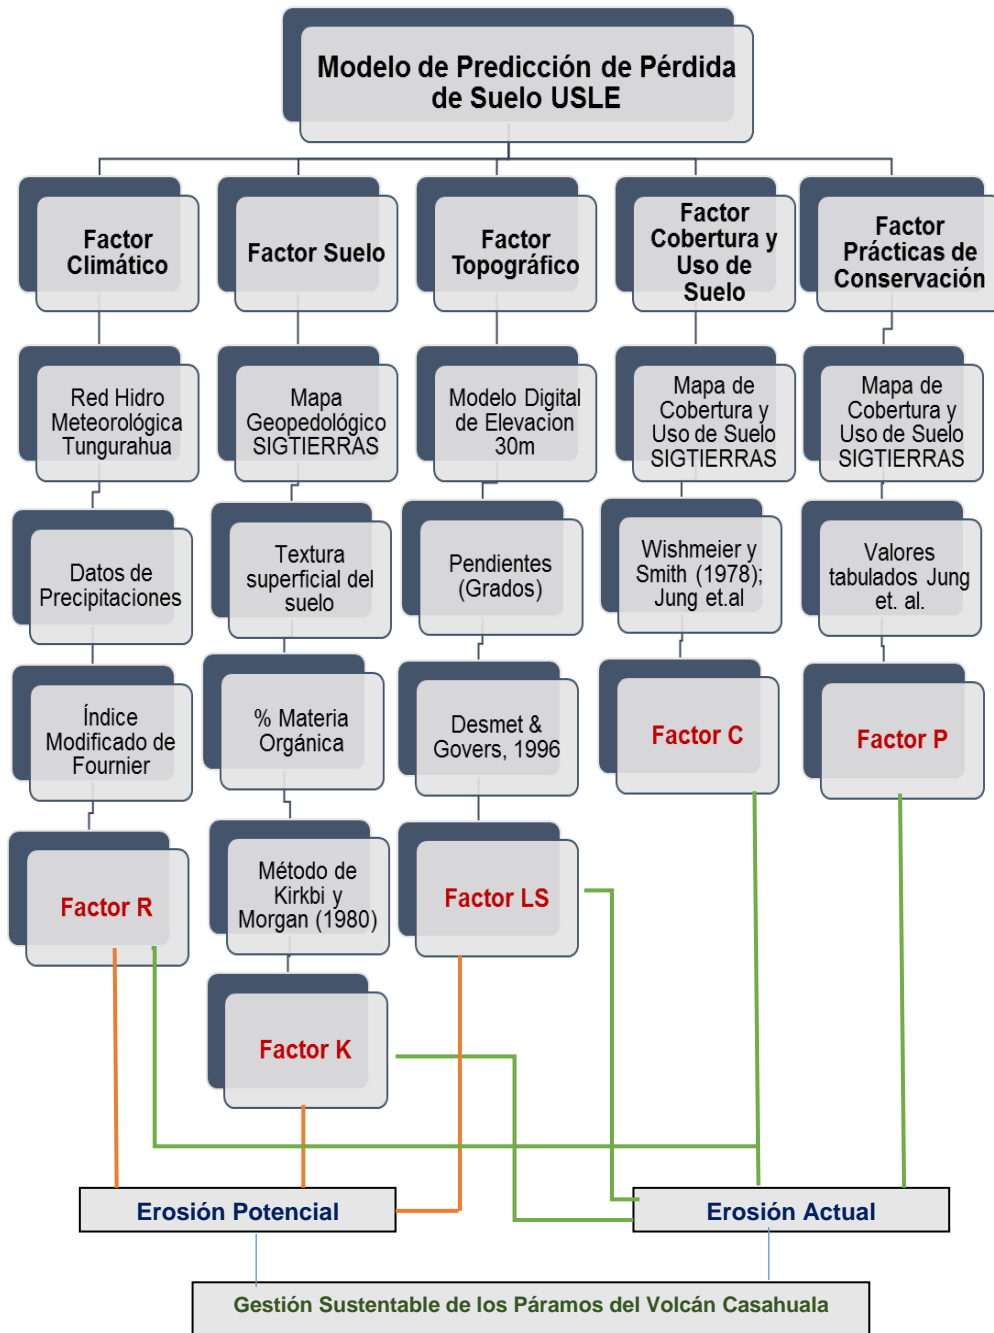 Modelo de Predicción de Pérdida
de Suelo USLE
Factor
Climático
Factor Suelo
Factor
Topográfico
Factor
Cobertura y
Uso de
Suelo
Factor
Prácticas de
Conservación
Red Hidro
Meteorológica
Tungurahua
Mapa
Geopedológico
SIGTIERRAS
Modelo Digital
de Elevacion
30m
Mapa de
Cobertura y
Uso de Suelo
SIGTIERRAS
Mapa de
Cobertura y
Uso de Suelo
SIGTIERRAS
Datos de
Precipitaciones
Textura
superficial del
suelo
Pendientes
(Grados)
Wishmeier y
Smith (1978);
Jung et.al
Valores
tabulados Jung
et. al.
Índice
Modificado de
Fournier
% Materia
Orgánica
Desmet &
Govers, 1996
Factor C
Factor P
Factor R
Método de
Kirkbi y
Morgan (1980)
Factor LS
Factor K
Erosión Potencial
Erosión Actual
Gestión Sustentable de los Páramos del Volcán Casahuala